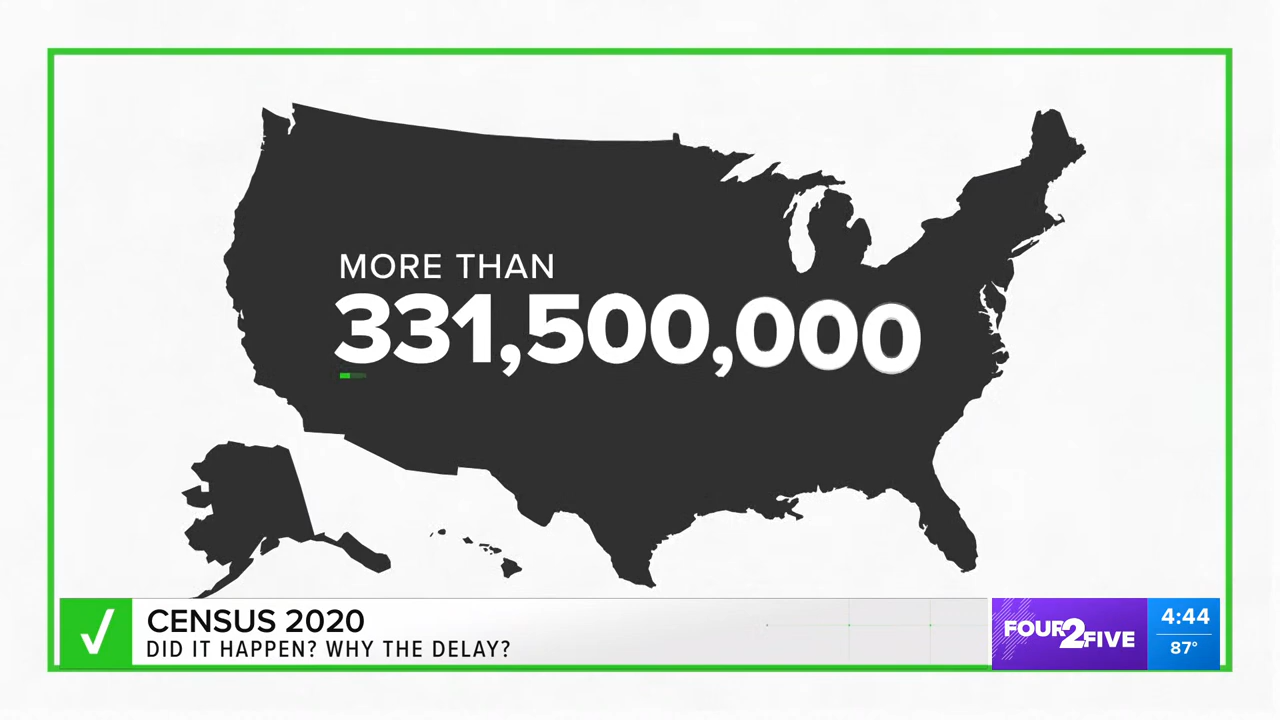 MORE THAN
331,500,000
CENSUS 2020
DID IT HAPPEN? WHY THE DELAY?
FOUR2FIVE
4:44
87°